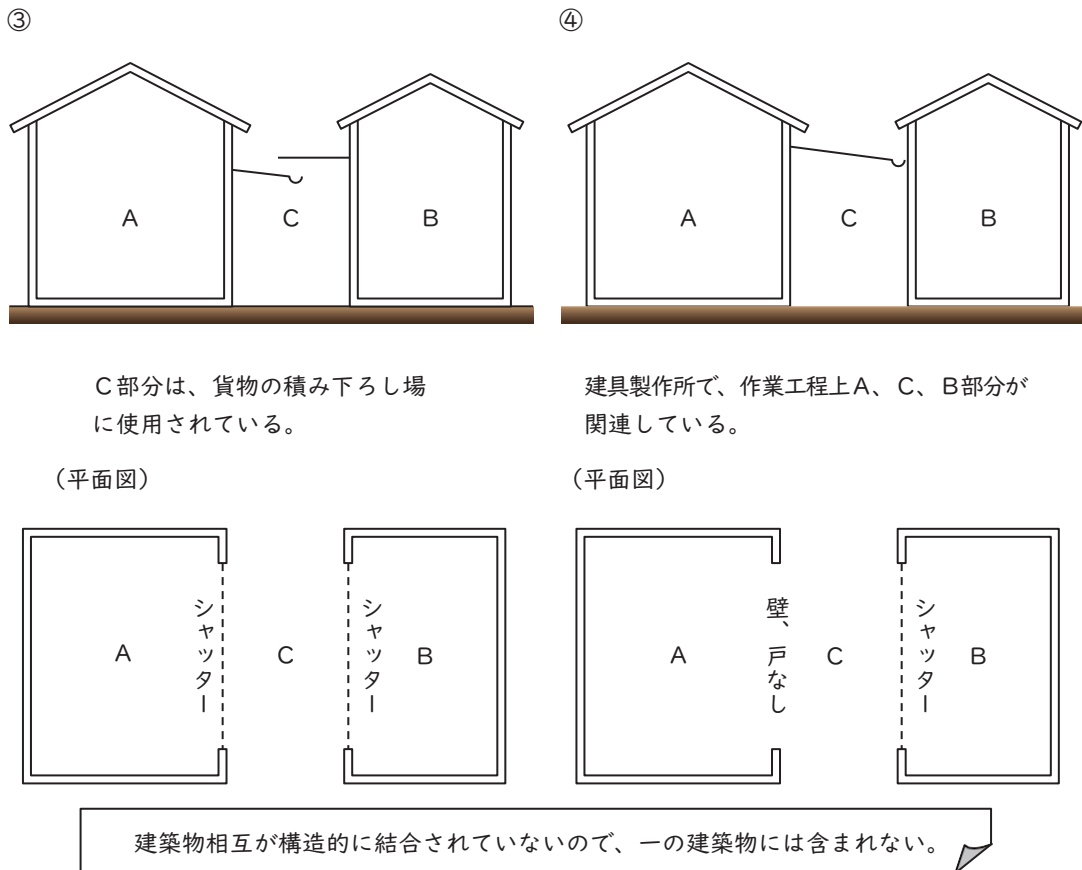 ③
A
C
B
C部分は、貨物の積み下ろし場
に使用されている。
(平面図)
A
シャッター
C
シャッター
B
④
A
C
B
建具製作所で、作業工程上A、C、B部分が
関連している。
(平面図)
A
壁、戸なし
C
シャッター
B
建築物相互が構造的に結合されていないので、一の建築物には含まれない。